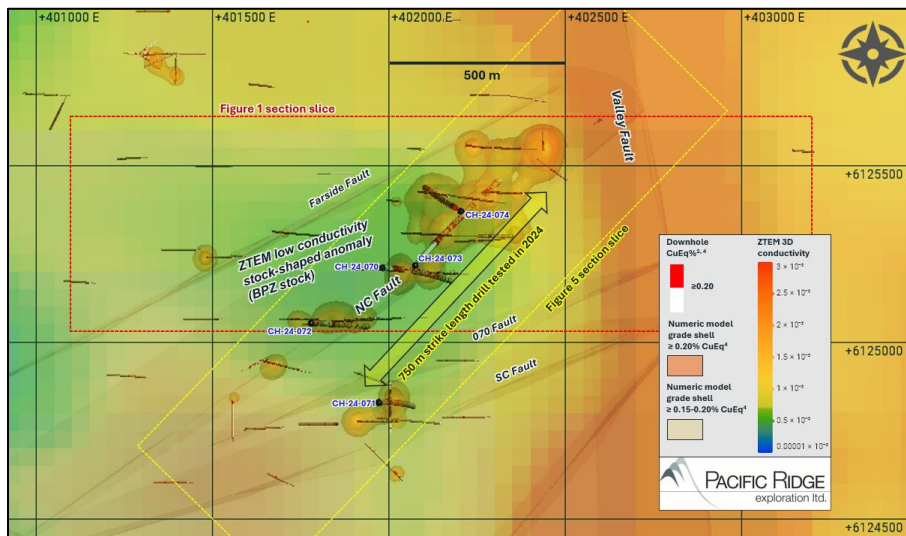 +401000 E
+401500 E
+402000 E...
+402500 E
+403000 E
500 m
Figure 1 section slice
Valley Fault
+6125500
Farside Fault
CH-24-074
ZTEM low conductivity
stock-shaped anomaly
(BPZ stock)
CH-24-070
CH-24-073
NC Fault
CH-24-072
750 m strike length drill tested in 2024
Figure 5 section slice
070 Fault
SC Fault
CH-24-071
+6125000
+6124500
Downhole
CuEq%²,⁴
≥0.20
Numeric model
grade shell
≥ 0.20% CuEq⁴
Numeric model
grade shell
≥ 0.15-0.20% CuEq⁴
ZTEM 3D
conductivity
3 × 10⁻³
2.5 × 10⁻³
2 × 10⁻³
1.5 × 10⁻³
1 × 10⁻³
0.5 × 10⁻³
0.00001 × 10⁻³
PACIFIC RIDGE
exploration ltd.